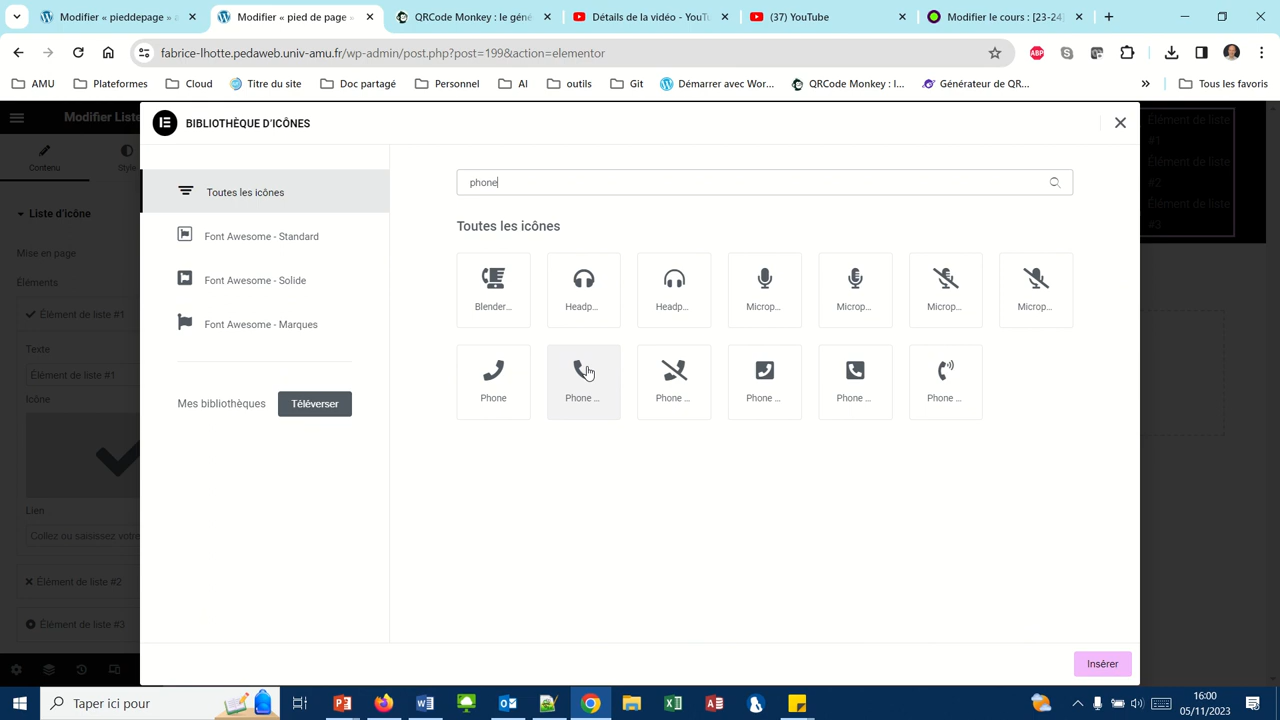 Modifier « pieddepage » av
Modifier « pied de page »
QRCode Monkey : le géné
Détails de la vidéo - YouTu
(37) YouTube
Modifier le cours : [23-24]
fabrice-lhotte.pedaweb.univ-amu.fr/wp-admin/post.php?post=199&action=elementor
ABP
AMU
Plateformes
Cloud
Titre du site
Doc partagé
Personnel
AI
outils
Git
Démarrer avec Wor...
QRCode Monkey : l...
Générateur de QR...
»
Tous les favoris
Modifier Liste
BIBLIOTHÈQUE D'ICÔNES
Contenu
Style
Liste d'icône
Mise en page
Éléments
Élément de liste #1
Texte
Élément de liste #1
Icône
Lien
Collez ou saisissez votre
Élément de liste #2
Élément de liste #3
Toutes les icônes
Font Awesome - Standard
Font Awesome - Solide
Font Awesome - Marques
Mes bibliothèques
Téléverser
phone
Toutes les icônes
Blender...
Headp...
Headp...
Microp...
Microp...
Microp...
Microp...
Phone
Phone ...
Phone ...
Phone ...
Phone ...
Phone ...
Insérer
Élément de liste
#1
Élément de liste
#2
Élément de liste
#3
Taper ici pour
16:00
05/11/2023